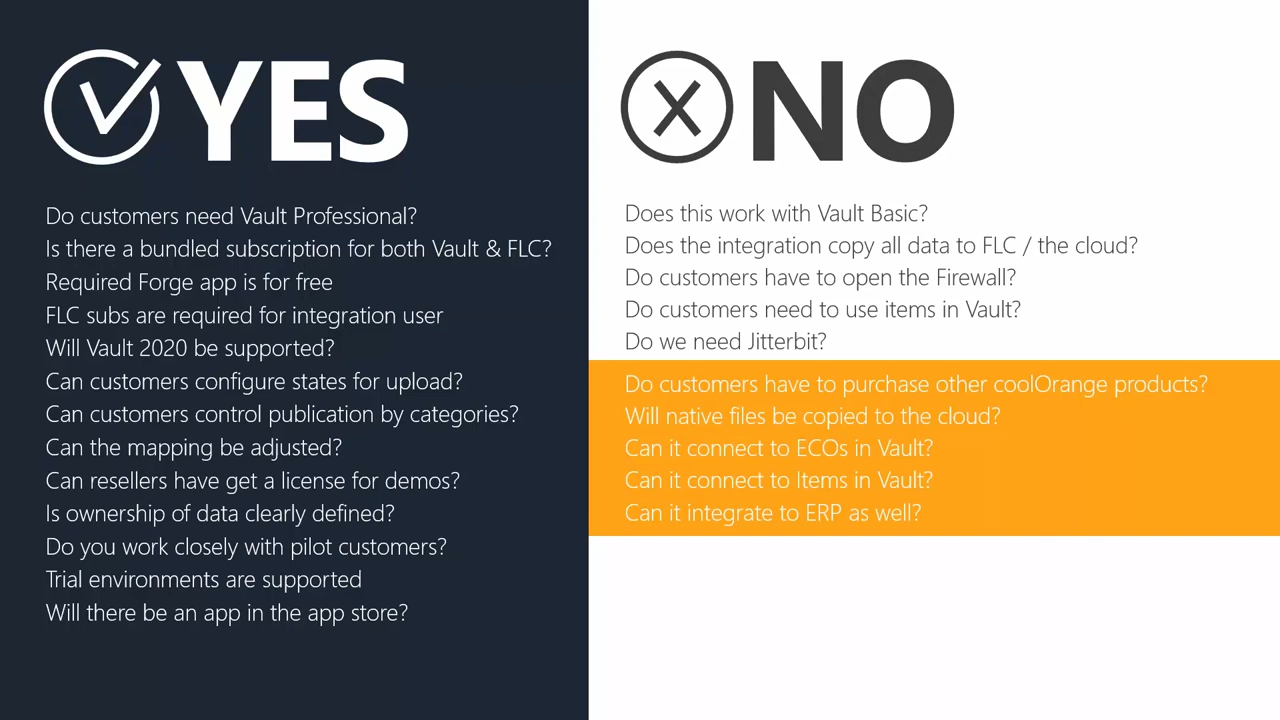 YES
Do customers need Vault Professional?
Is there a bundled subscription for both Vault & FLC?
Required Forge app is for free
FLC subs are required for integration user
Will Vault 2020 be supported?
Can customers configure states for upload?
Can customers control publication by categories?
Can the mapping be adjusted?
Can resellers have get a license for demos?
Is ownership of data clearly defined?
Do you work closely with pilot customers?
Trial environments are supported
Will there be an app in the app store?
NO
Does this work with Vault Basic?
Does the integration copy all data to FLC / the cloud?
Do customers have to open the Firewall?
Do customers need to use items in Vault?
Do we need Jitterbit?
Do customers have to purchase other coolOrange products?
Will native files be copied to the cloud?
Can it connect to ECOs in Vault?
Can it connect to Items in Vault?
Can it integrate to ERP as well?